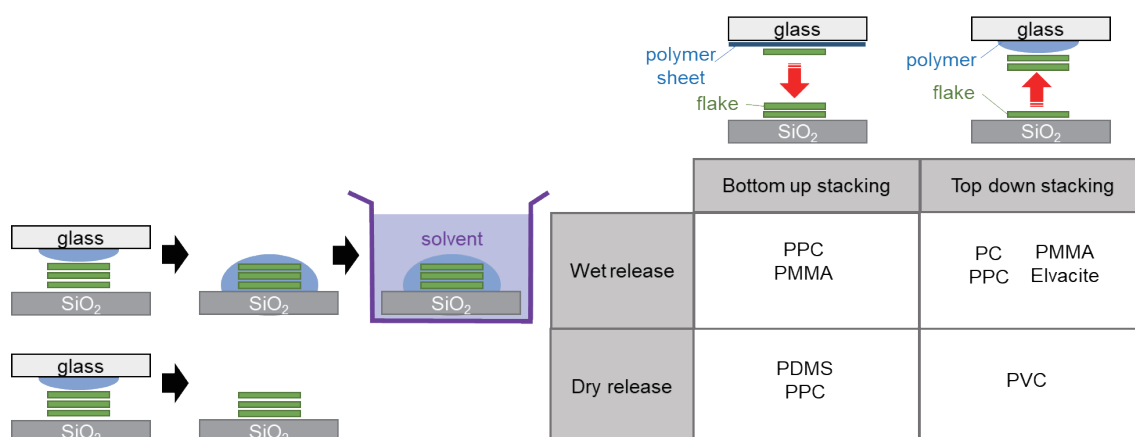 glass
polymer
sheet
flake
SiO₂
glass
polymer
flake
SiO₂
Bottom up stacking
Top down stacking
glass
SiO₂
SiO₂
solvent
SiO₂
Wet release
PPC
PMMA
PC PMMA
PPC Elvacite
glass
SiO₂
SiO₂
Dry release
PDMS
PPC
PVC